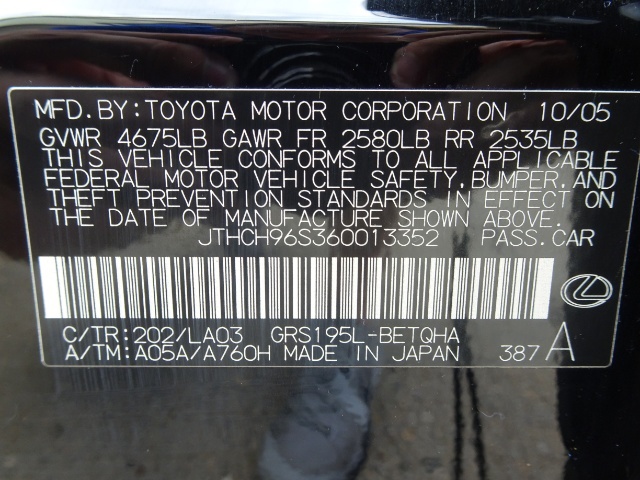 MFD.BY:TOYOTA MOTOR CORPORATION 10/05
GVWR 4675LB GAWR FR 2580LB RR 2535LB
THIS VEHICLE CONFORMS TO ALL APPLICABLE
FEDERAL MOTOR VEHICLE SAFETY,BUMPER,AND
THEFT PREVENTION STANDARDS IN EFFECT ON
THE DATE OF MANUFACTURE SHOWN ABOVE.
JTHCH96S360013352 PASS.CAR
C/TR:202/LA03 GRS195L-BETQHA
A/TM:A05A/A760H MADE IN JAPAN 387 A